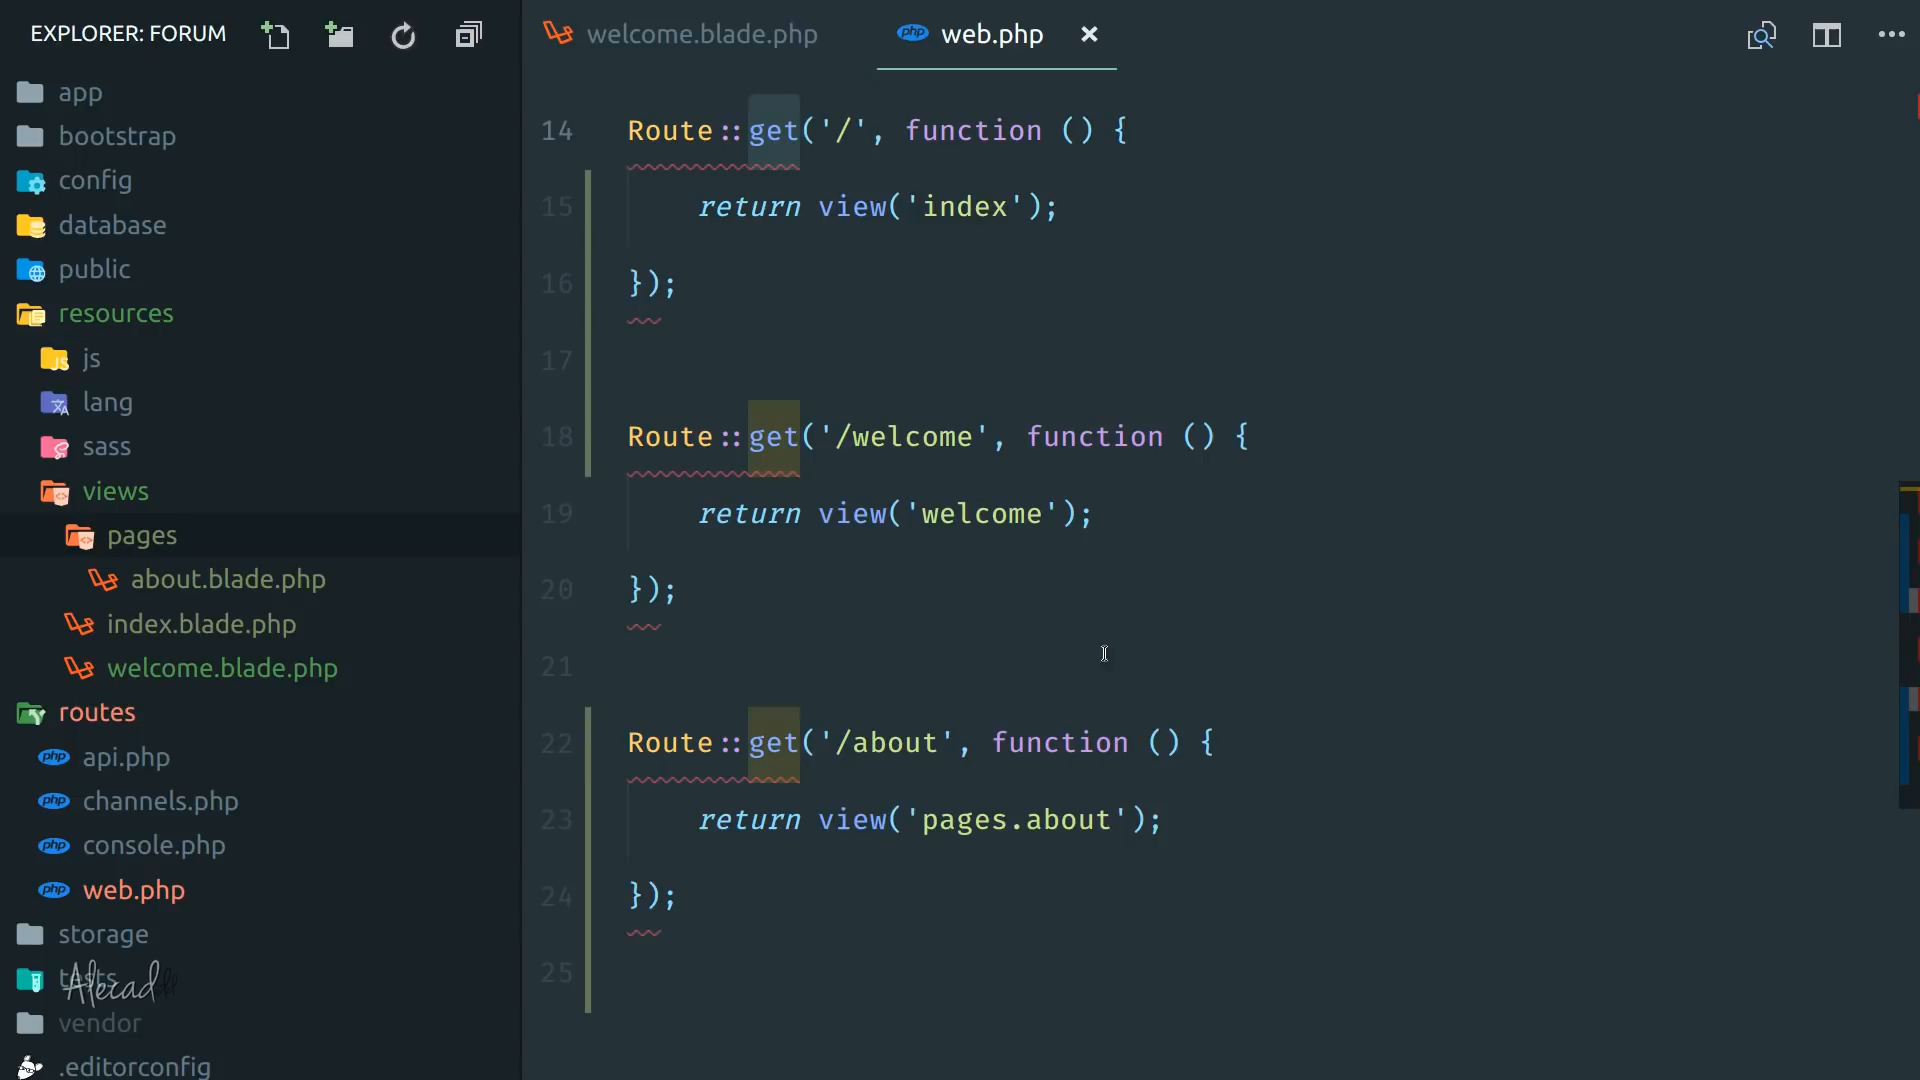 EXPLORER: FORUM
app
bootstrap
config
database
public
resources
js
lang
sass
views
pages
about.blade.php
index.blade.php
welcome.blade.php
routes
api.php
channels.php
console.php
web.php
storage
tests
Alecad
vendor
.editorconfig
welcome.blade.php
php web.php
14 Route::get('/', function () {
15 return view('index');
16 });
17
18 Route::get('/welcome', function () {
19 return view('welcome');
20 });
21
22 Route::get('/about', function () {
23 return view('pages.about');
24 });
25